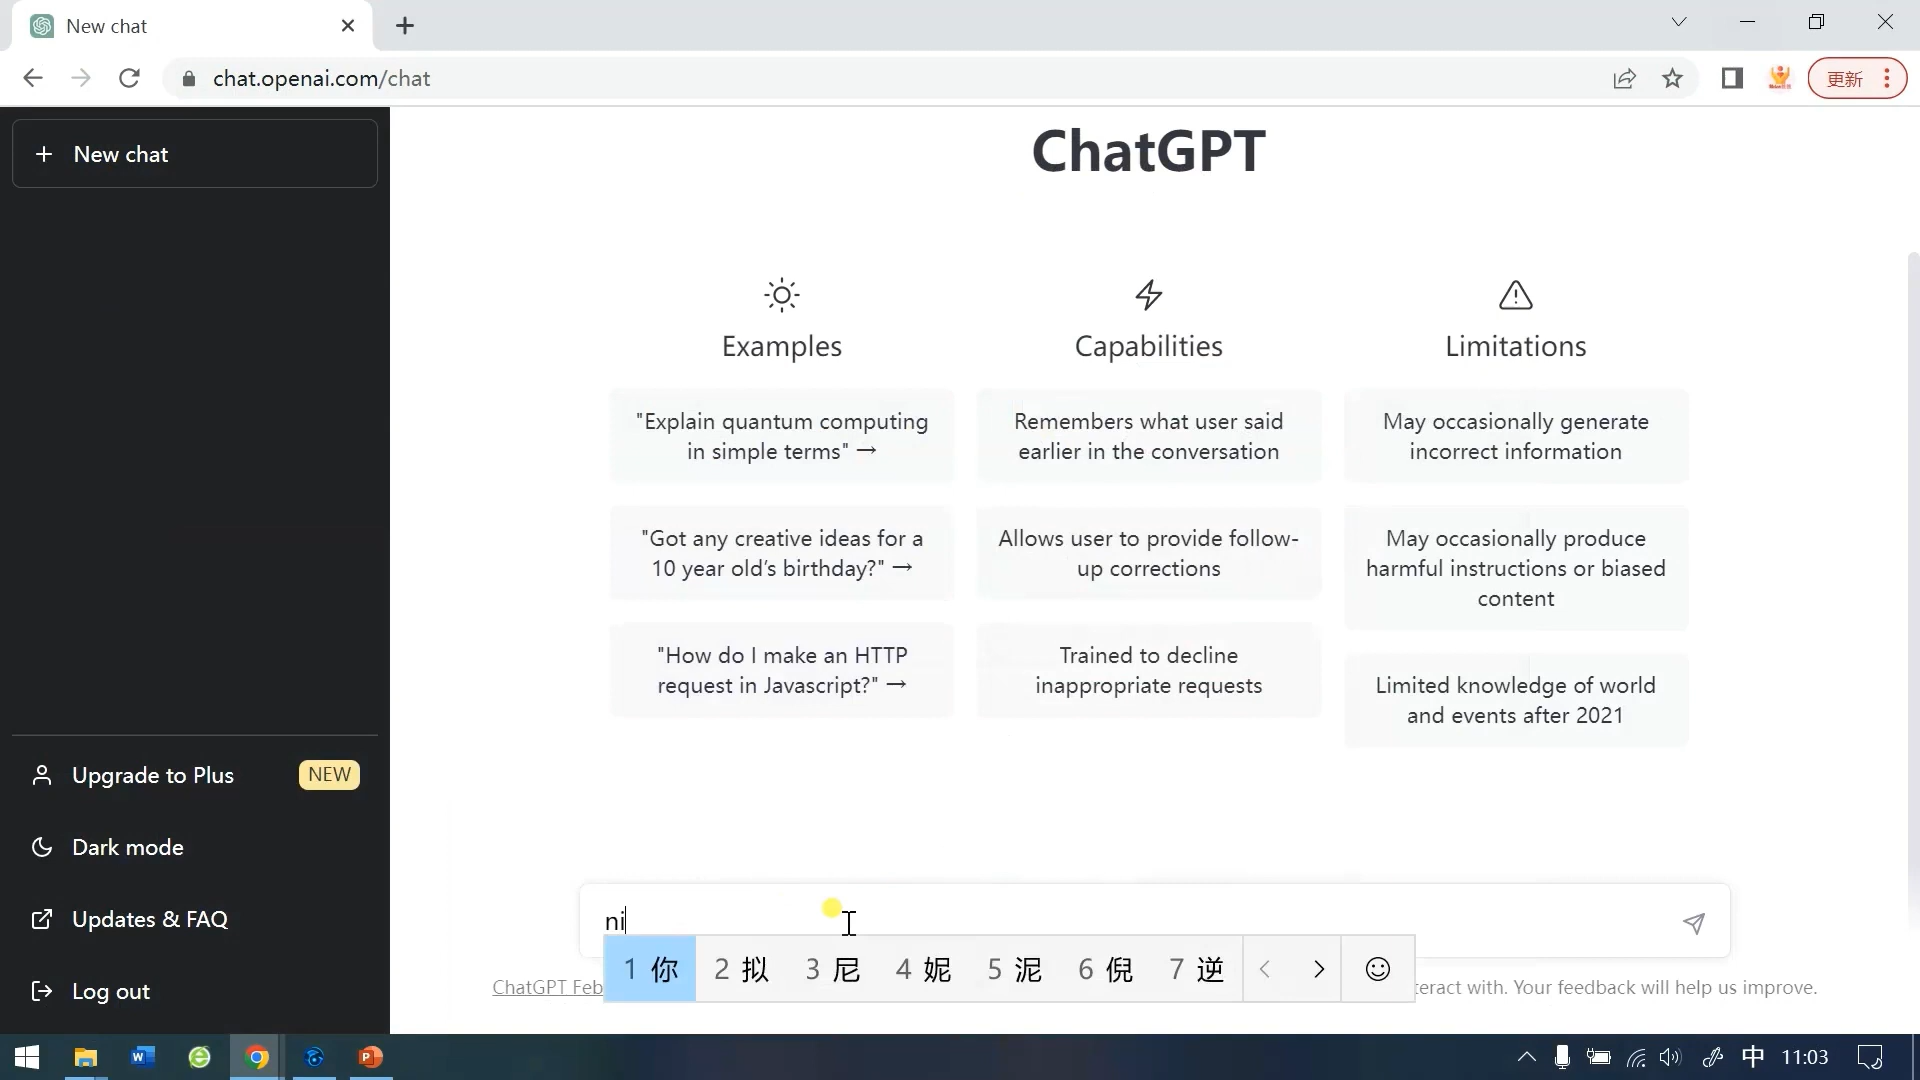 New chat
chat.openai.com/chat
更新
New chat
ChatGPT
Examples
Capabilities
Limitations
"Explain quantum computing
in simple terms" →
Remembers what user said
earlier in the conversation
May occasionally generate
incorrect information
"Got any creative ideas for a
10 year old’s birthday?" →
Allows user to provide follow-
up corrections
May occasionally produce
harmful instructions or biased
content
"How do I make an HTTP
request in Javascript?" →
Trained to decline
inappropriate requests
Limited knowledge of world
and events after 2021
Upgrade to Plus NEW
Dark mode
Updates & FAQ
Log out
ni
1 你 2 拟 3 尼 4 妮 5 泥 6 倪 7 逆
ChatGPT Feb
with. Your feedback will help us improve.
中 11:03